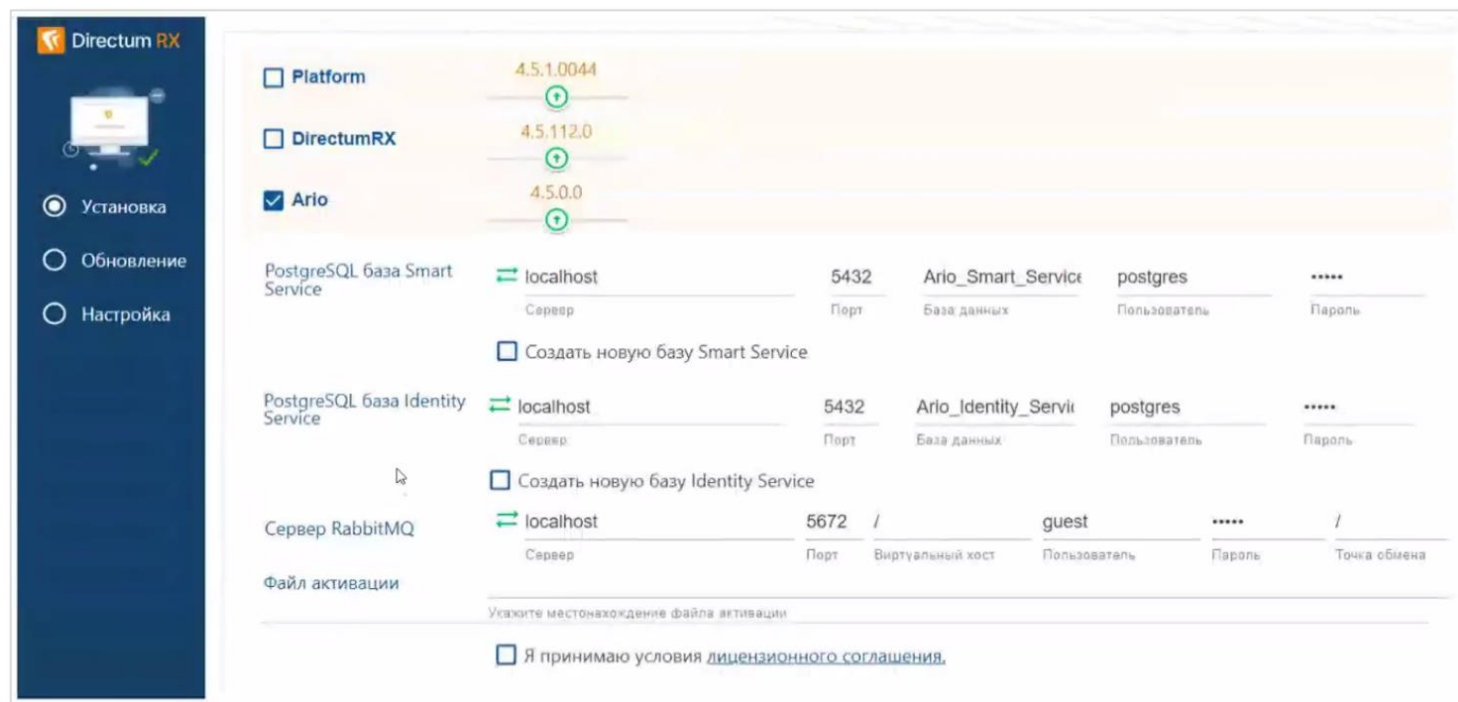 Directum RX
Установка
Обновление
Настройка
Platform
4.5.1.0044
DirectumRX
4.5.112.0
Ario
4.5.0.0
PostgreSQL база Smart
Service
localhost 5432 Ario_Smart_Service postgres •••••
Сервер Порт База данных Пользователь Пароль
Создать новую базу Smart Service
PostgreSQL база Identity
Service
localhost 5432 Ario_Identity_Servi postgres •••••
Сервер Порт База данных Пользователь Пароль
Создать новую базу Identity Service
Сервер RabbitMQ
localhost 5672 / guest ••••• /
Сервер Порт Виртуальный хост Пользователь Пароль Точка обмена
Файл активации
Укажите местонахождение файла активации
Я принимаю условия лицензионного соглашения.